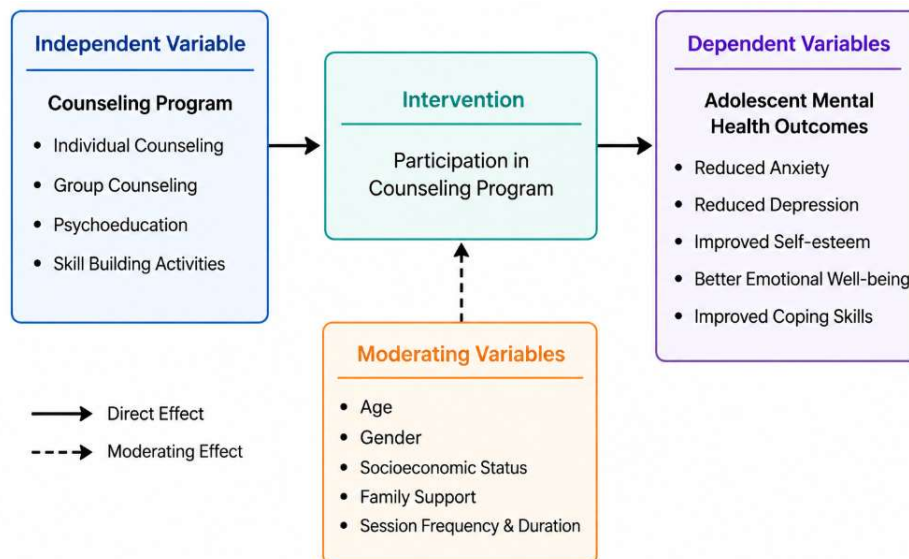 Independent Variable
Counseling Program
• Individual Counseling
• Group Counseling
• Psychoeducation
• Skill Building Activities
Intervention
Participation in
Counseling Program
Dependent Variables
Adolescent Mental
Health Outcomes
• Reduced Anxiety
• Reduced Depression
• Improved Self-esteem
• Better Emotional Well-being
• Improved Coping Skills
Moderating Variables
• Age
• Gender
• Socioeconomic Status
• Family Support
• Session Frequency & Duration
Direct Effect
Moderating Effect